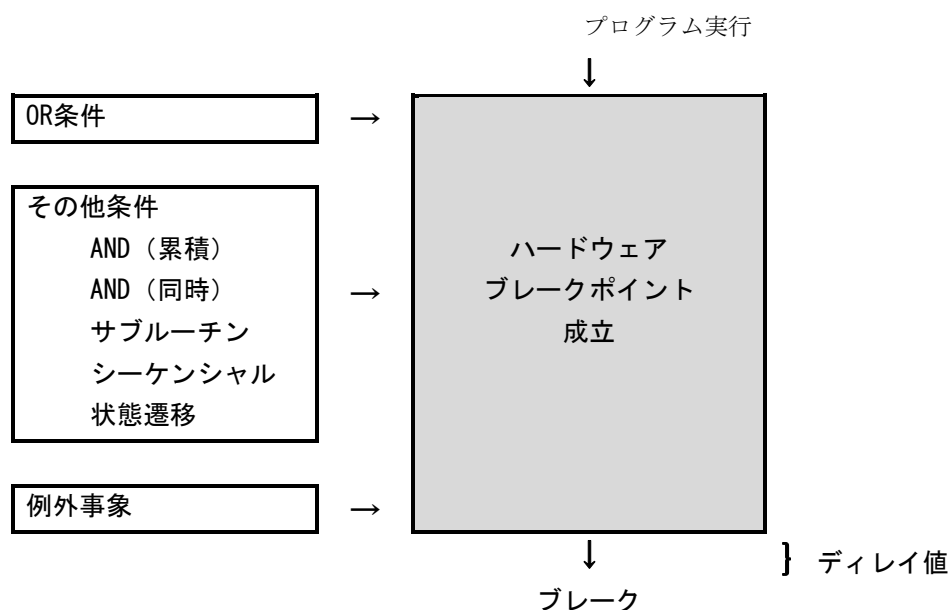 プログラム実行
↓
OR条件
→
その他条件
AND（累積）
AND（同時）
サブルーチン
シーケンシャル
状態遷移
→
ハードウェア
ブレークポイント
成立
例外事象
→
↓
} ディレイ値
ブレーク